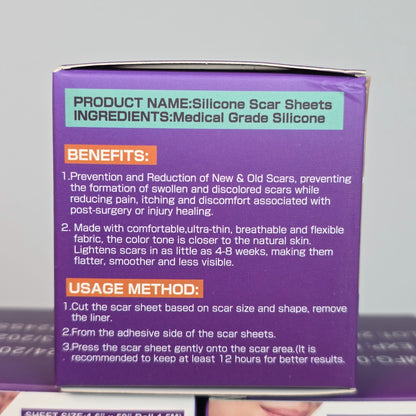 PRODUCT NAME:Silicone Scar Sheets
INGREDIENTS:Medical Grade Silicone
BENEFITS:
1.Prevention and Reduction of New & Old Scars, preventing
the formation of swollen and discolored scars while
reducing pain, itching and discomfort associated with
post-surgery or injury healing.
2. Made with comfortable,ultra-thin, breathable and flexible
fabric, the color tone is closer to the natural skin.
Lightens scars in as little as 4-8 weeks, making them
flatter, smoother and less visible.
USAGE METHOD:
1.Cut the scar sheet based on scar size and shape, remove
the liner.
2.From the adhesive side of the scar sheets.
3.Press the scar sheet gently onto the scar area.(It is
recommended to keep at least 12 hours for better results.